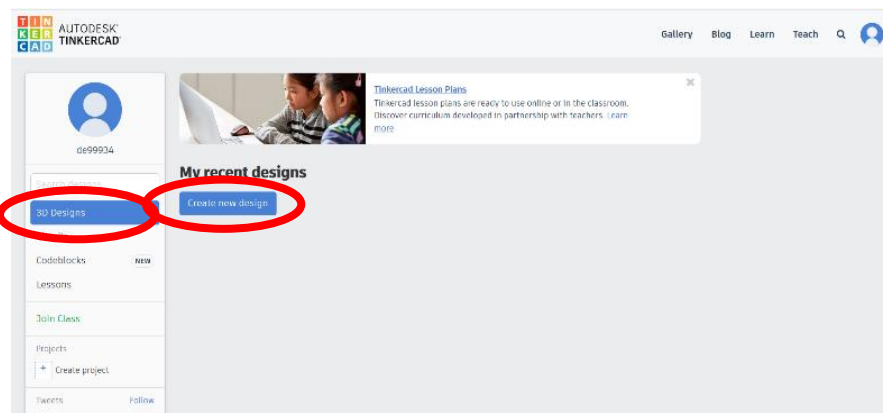 TIN
KER
CAD
AUTODESK
TINKERCAD
Gallery Blog Learn Teach
de99934
3D Designs
Codeblocks NEW
Lessons
Join Class
Projects
+ Create project
Tweets Follow
Tinkercad Lesson Plans
Tinkercad lesson plans are ready to use online or in the classroom.
Discover curriculum developed in partnership with teachers. Learn
more
My recent designs
Create new design